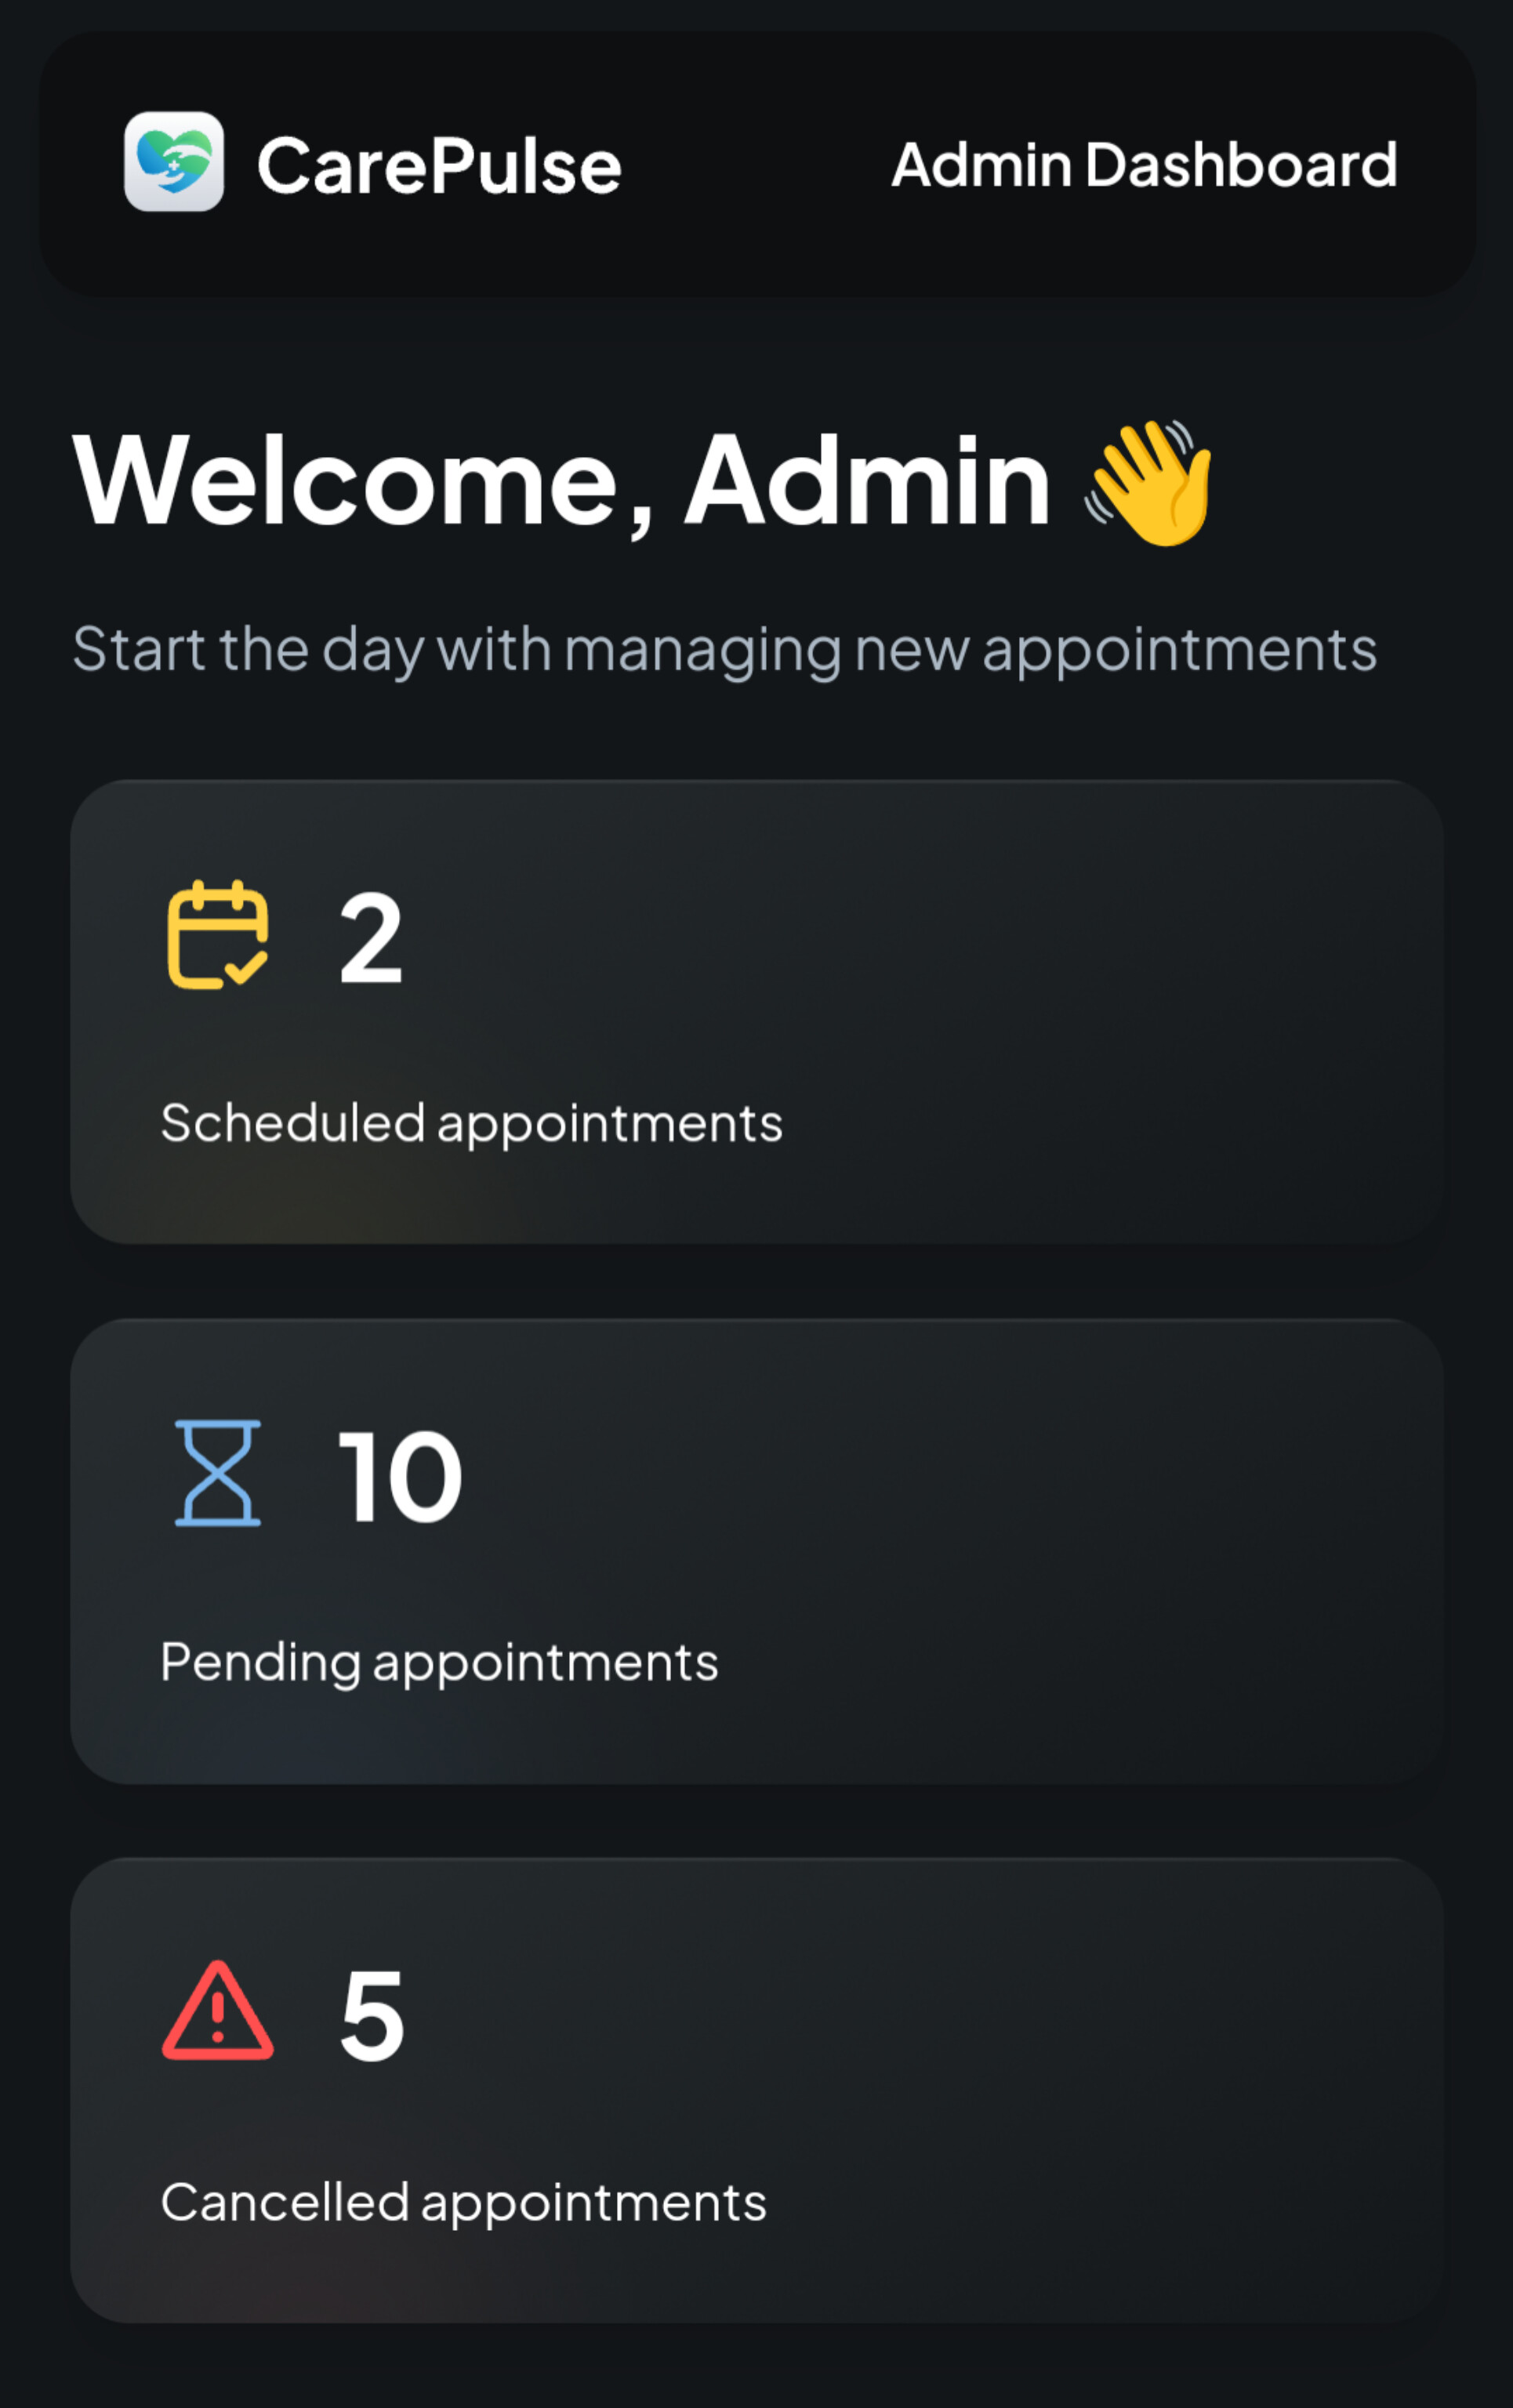 CarePulse
Admin Dashboard
Welcome, Admin 👋
Start the day with managing new appointments
2
Scheduled appointments
10
Pending appointments
5
Cancelled appointments